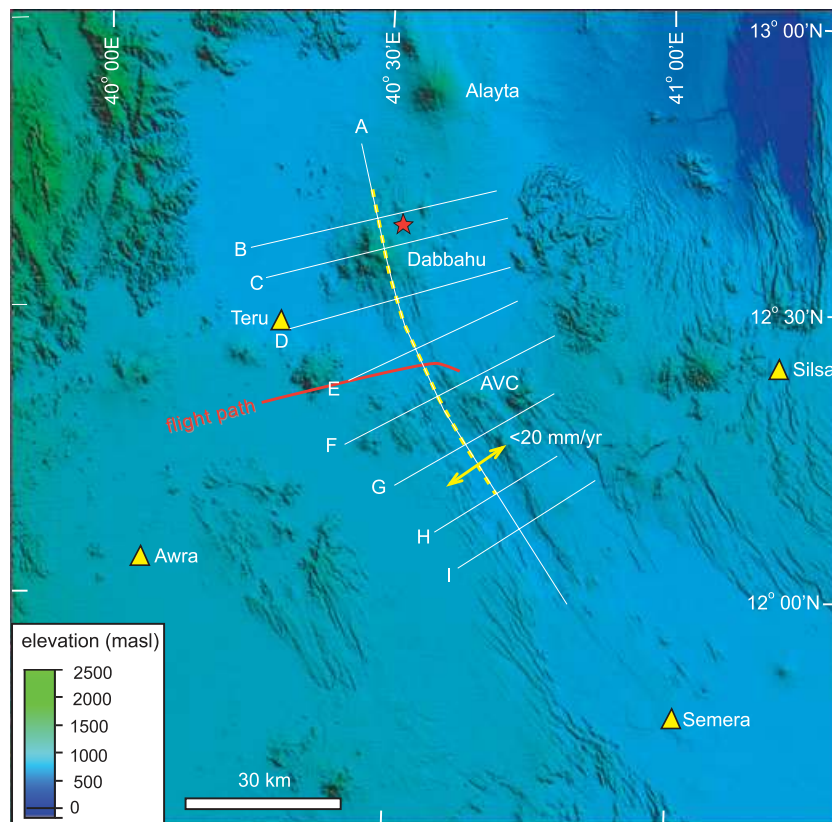 40° 00'E
40° 30'E
41° 00'E
13° 00'N
Alayta
A
B
C
Dabbahu
Teru
D
12° 30'N
Silsa
E
AVC
flight path
F
<20 mm/yr
G
H
I
Awra
12° 00'N
elevation (masl)
2500
2000
1500
1000
500
0
Semera
30 km